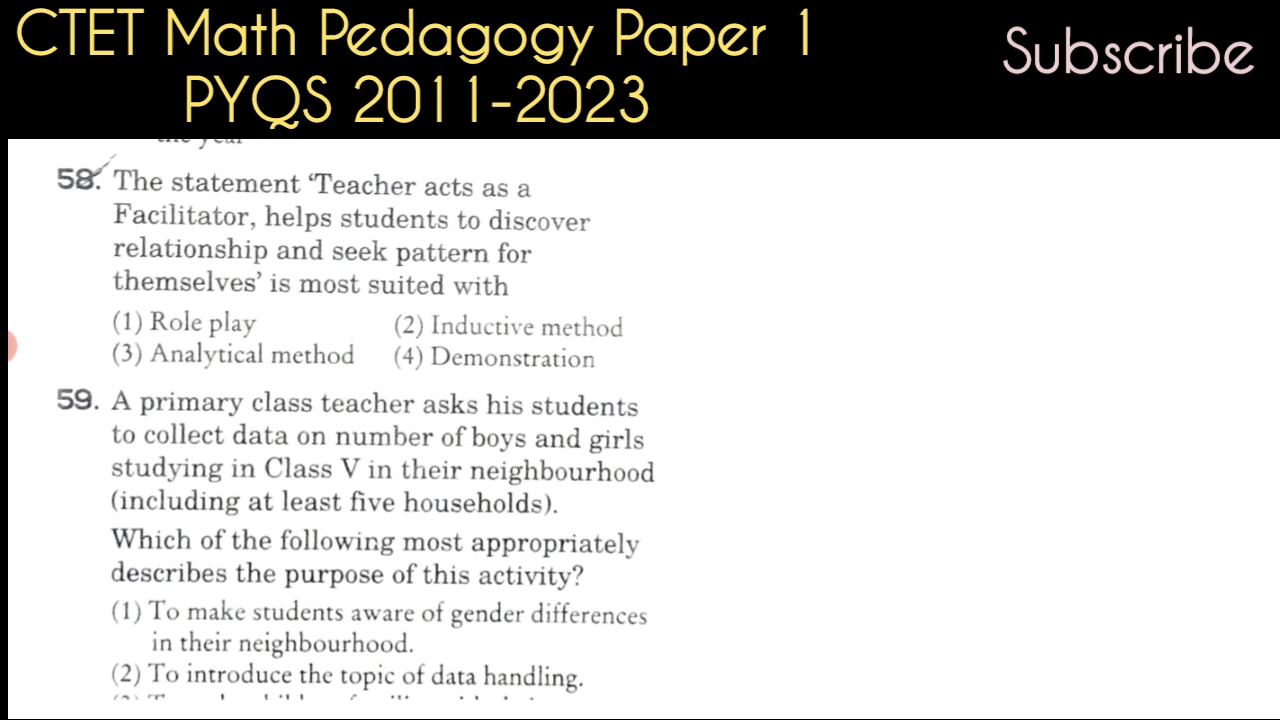 CTET Math Pedagogy Paper 1
PYQS 2011-2023
Subscribe
the year
58. The statement ‘Teacher acts as a
Facilitator, helps students to discover
relationship and seek pattern for
themselves’ is most suited with
(1) Role play (2) Inductive method
(3) Analytical method (4) Demonstration
59. A primary class teacher asks his students
to collect data on number of boys and girls
studying in Class V in their neighbourhood
(including at least five households).
Which of the following most appropriately
describes the purpose of this activity?
(1) To make students aware of gender differences
in their neighbourhood.
(2) To introduce the topic of data handling.